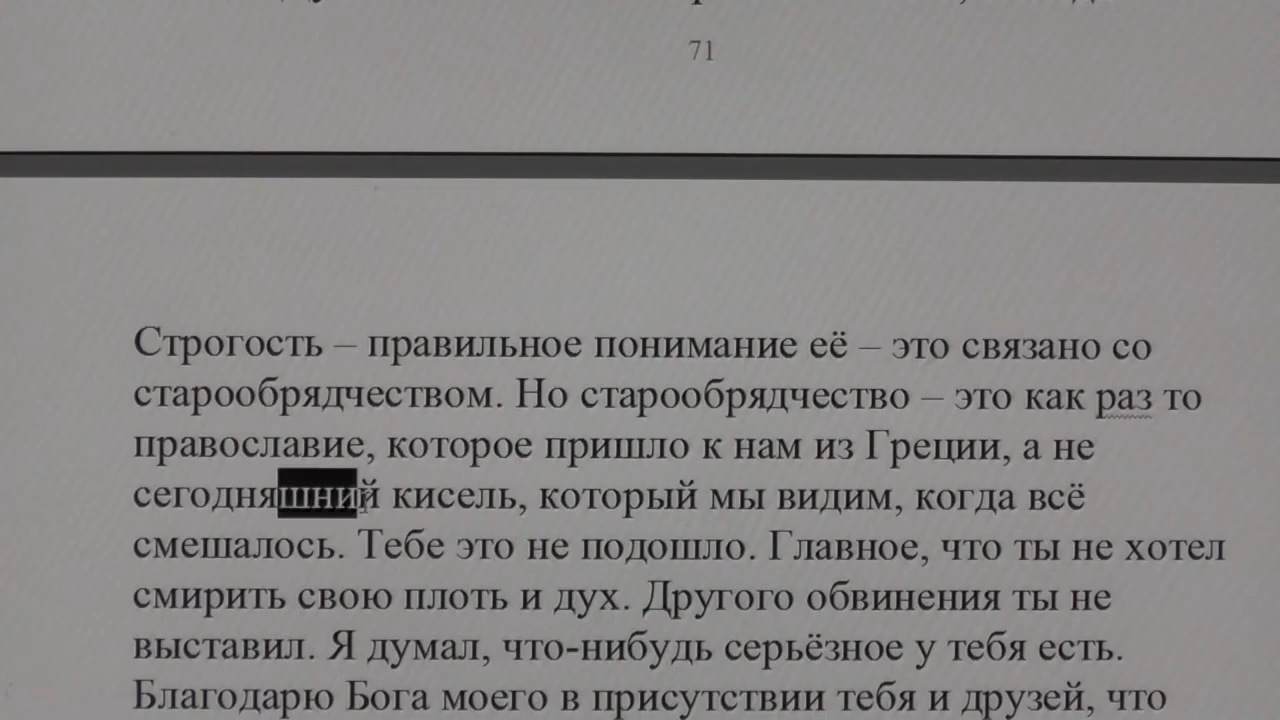 71
Строгость – правильное понимание её – это связано со
старообрядчеством. Но старообрядчество – это как раз то
православие, которое пришло к нам из Греции, а не
сегодняшний кисель, который мы видим, когда всё
смешалось. Тебе это не подошло. Главное, что ты не хотел
смирить свою плоть и дух. Другого обвинения ты не
выставил. Я думал, что-нибудь серьёзное у тебя есть.
Благодарю Бога моего в присутствии тебя и друзей, что